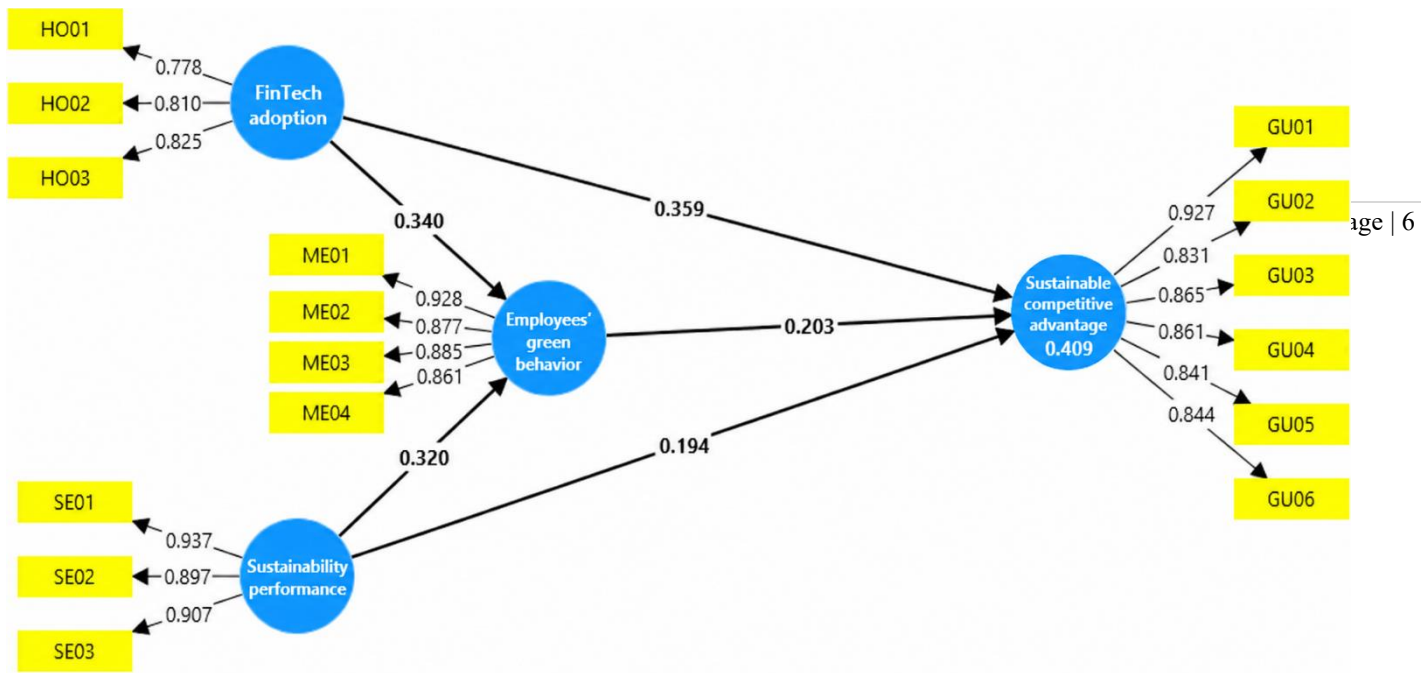 HO01
HO02
HO03
0.778
0.810
0.825
FinTech
adoption
0.340
0.359
ME01
ME02
ME03
ME04
0.928
0.877
0.885
0.861
Employees'
green
behavior
0.203
SE01
SE02
SE03
0.937
0.897
0.907
Sustainability
performance
0.320
0.194
Sustainable
competitive
advantage
0.409
0.927
0.831
0.865
0.861
0.841
0.844
GU01
GU02
GU03
GU04
GU05
GU06
age | 6